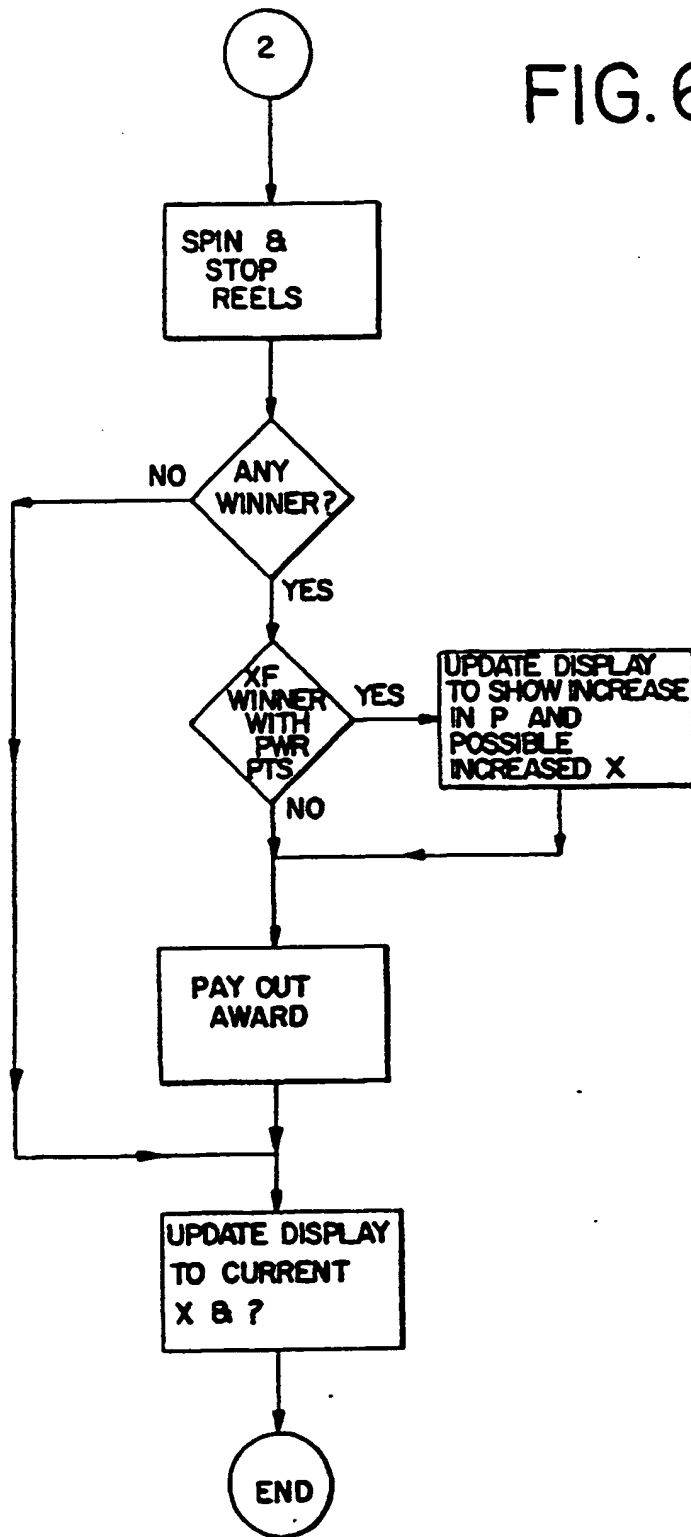 2
FIG. 6
SPIN &
STOP
REELS
NO
ANY
WINNER?
YES
XF
WINNER
WITH
PWR
PTS
YES
UPDATE DISPLAY
TO SHOW INCREASE
IN P AND
POSSIBLE
INCREASED X
NO
PAY OUT
AWARD
UPDATE DISPLAY
TO CURRENT
X & ?
END